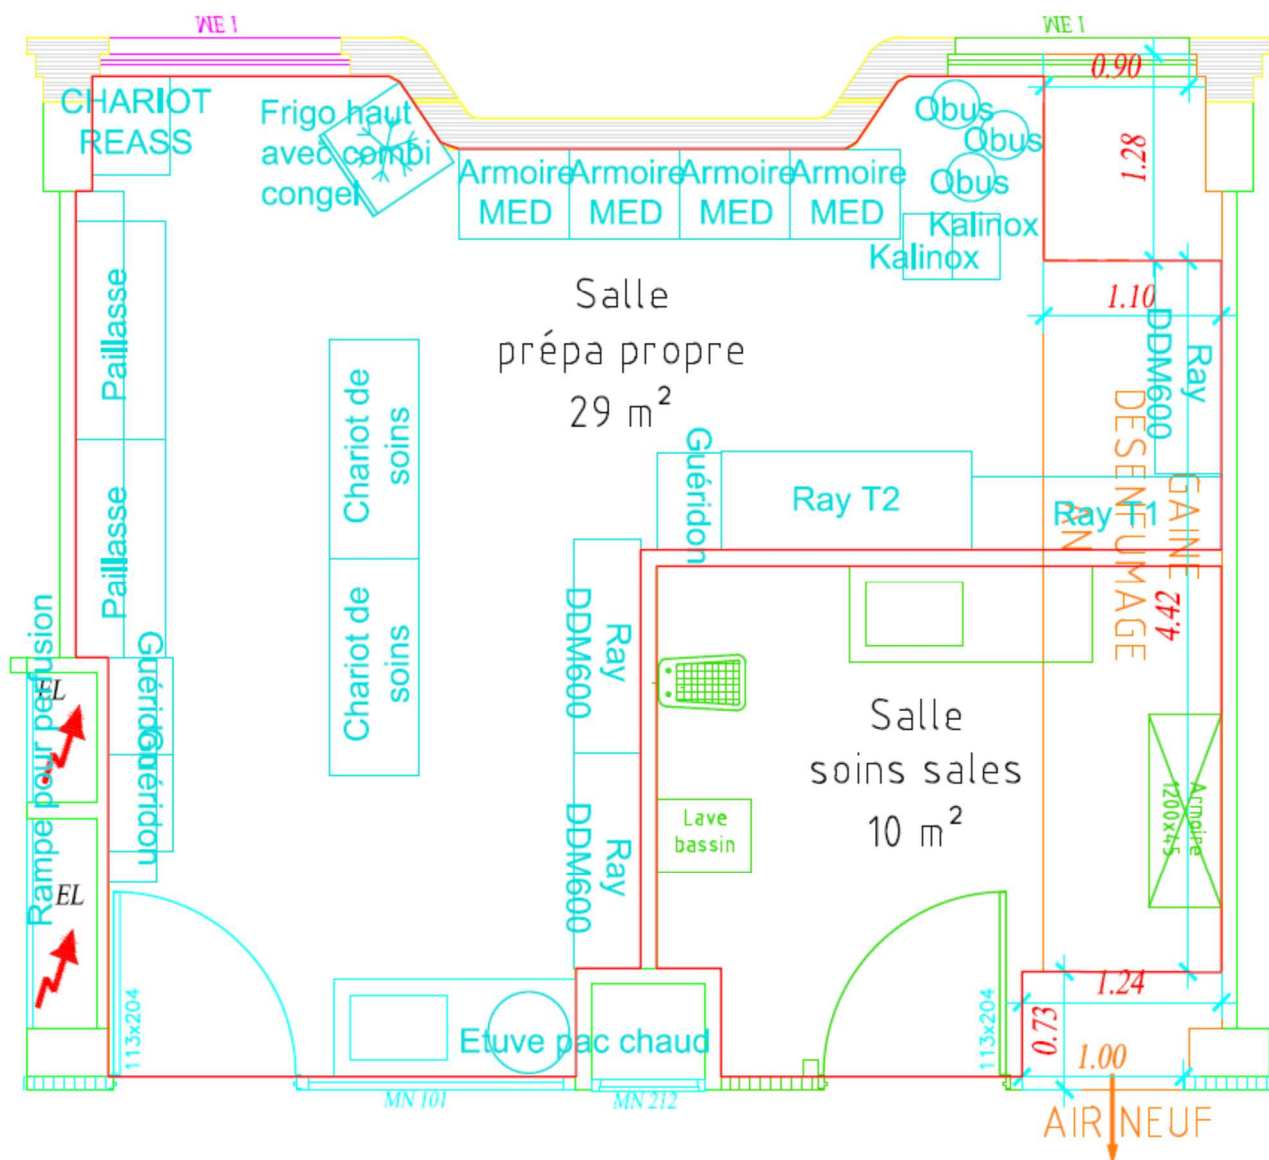 ME 1
ME 1
0.90
CHARIOT
REASS
Frigo haut
avec combi
congel
Armoire
MED
Armoire
MED
Armoire
MED
Armoire
MED
Obus
Obus
Obus
1.28
Kalinox
Kalinox
Salle
prépa propre
29 m²
1.10
Ray
DDM600
Paillasse
Paillasse
Chariot de
soins
Chariot de
soins
Guéridon
Ray T2
Ray T1
GAINE
DESENFUMAGE
AN
4.42
Ray
DDM600
Ray
DDM600
Guéridon
Guéridon
Rampe pour perfusion
EL
EL
Salle
soins sales
10 m²
Lave
bassin
Armoire
1200x45
113x204
Etuve pac chaud
113x204
1.24
0.73
1.00
MN 101
MN 212
AIR NEUF